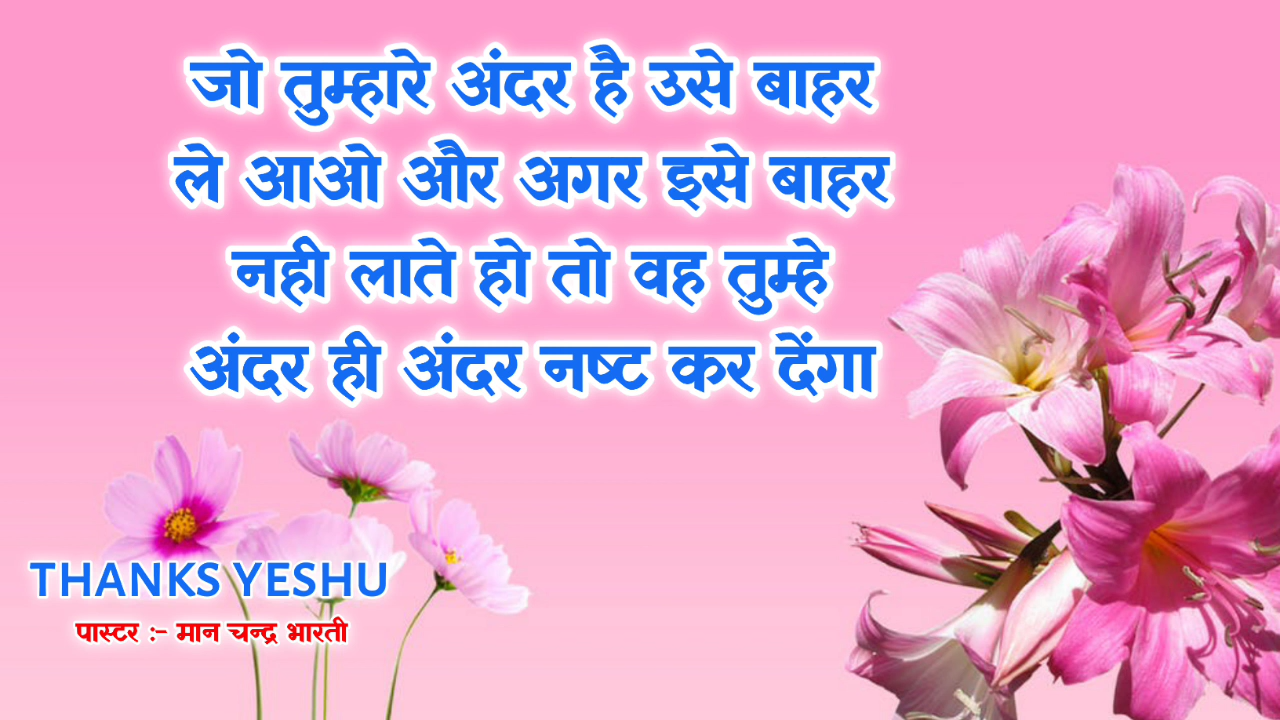 जो तुम्हारे अंदर है उसे बाहर
ले आओ और अगर इसे बाहर
नही लाते हो तो वह तुम्हे
अंदर ही अंदर नष्ट कर देंगा
THANKS YESHU
पास्टर :- मान चन्द्र भारती